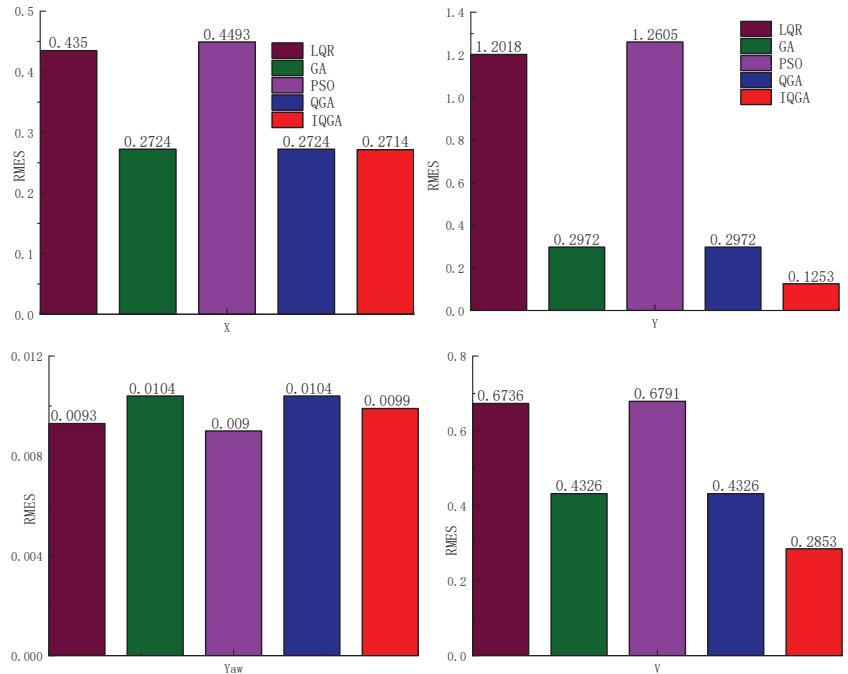 0.5
0.4
0.3
0.2
0.1
0.0
RMES
0.435
0.2724
0.4493
0.2724
0.2714
LQR
GA
PSO
QGA
IQGA
X
1.4
1.2
1.0
0.8
0.6
0.4
0.2
0.0
RMES
1.2018
0.2972
1.2605
0.2972
0.1253
LQR
GA
PSO
QGA
IQGA
Y
0.012
0.008
0.004
0.000
RMES
0.0093
0.0104
0.009
0.0104
0.0099
Yaw
0.8
0.6
0.4
0.2
0.0
RMES
0.6736
0.4326
0.6791
0.4326
0.2853
V